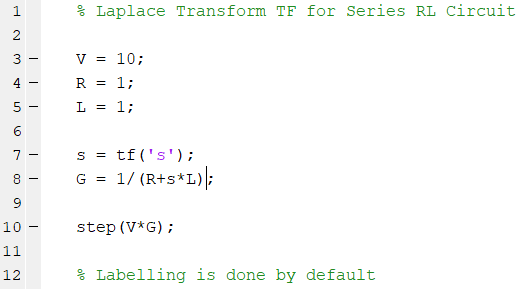 1 % Laplace Transform TF for Series RL Circuit
2
3 – V = 10;
4 – R = 1;
5 – L = 1;
6
7 – s = tf('s');
8 – G = 1/(R+s*L);
9
10 – step(V*G);
11
12 % Labelling is done by default